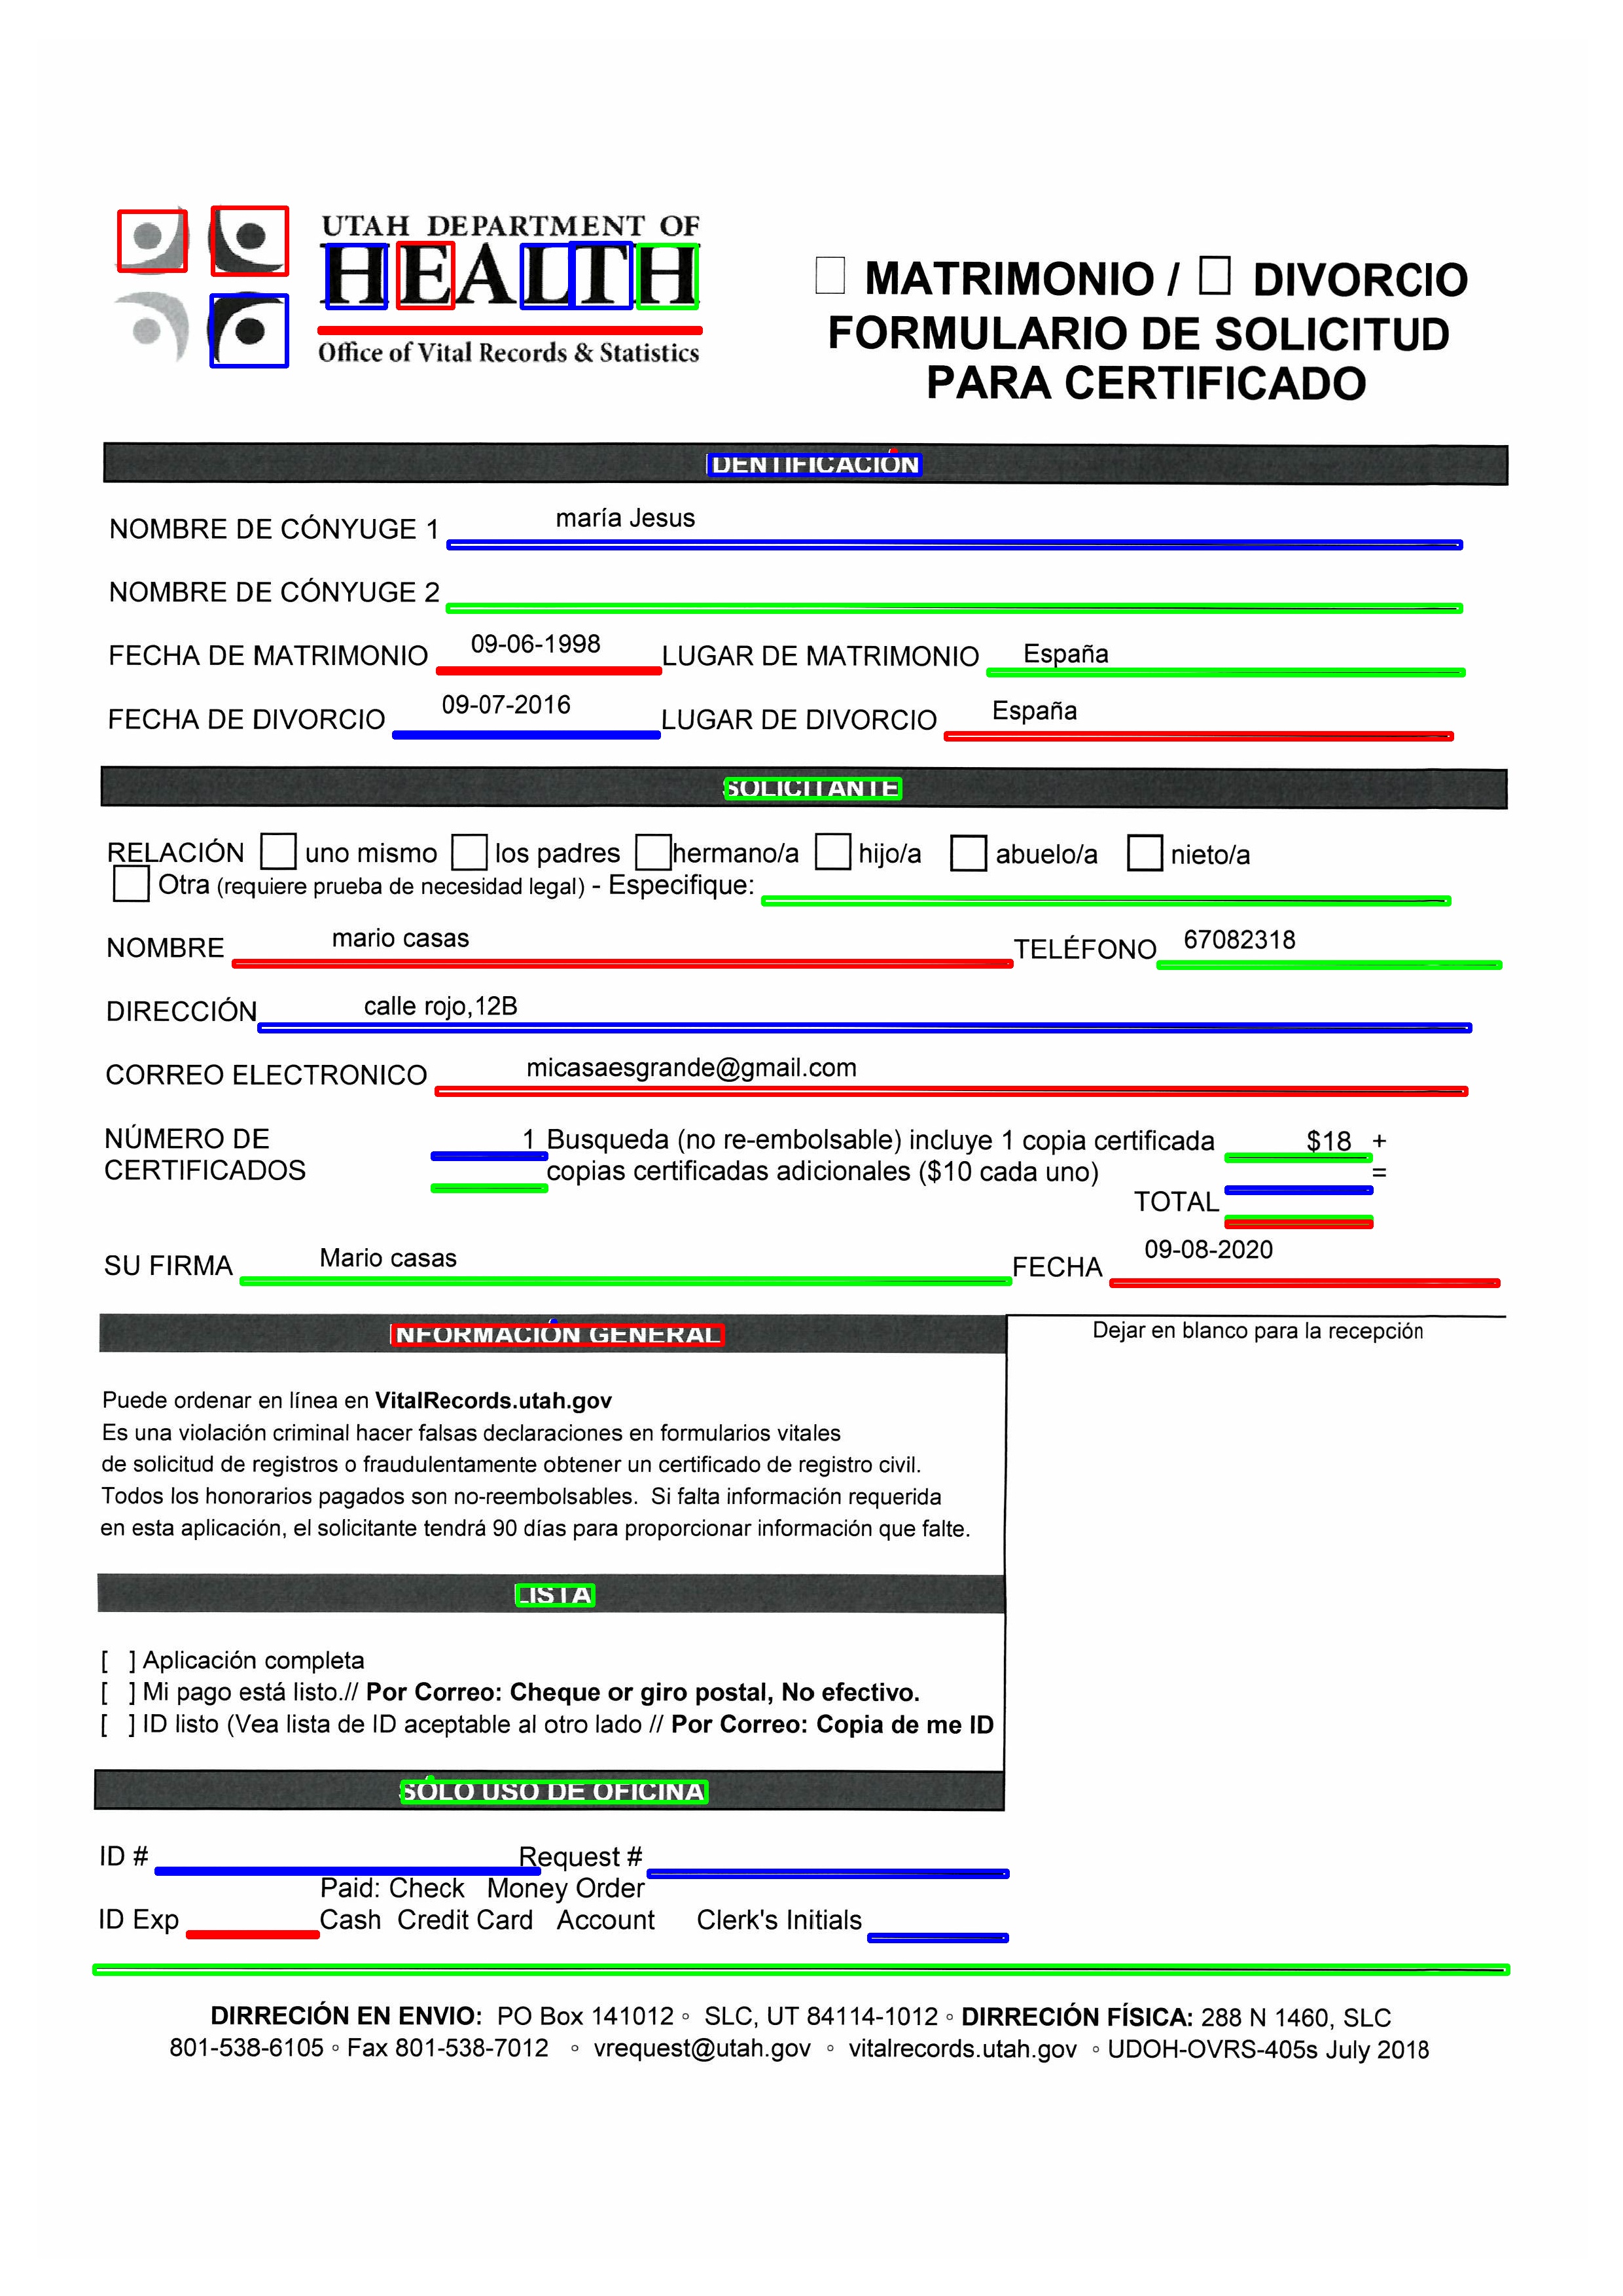 UTAH DEPARTMENT OF
HEALTH
Office of Vital Records & Statistics
MATRIMONIO / DIVORCIO
FORMULARIO DE SOLICITUD
PARA CERTIFICADO
IDENTIFICACIÓN
NOMBRE DE CÓNYUGE 1 maría Jesus
NOMBRE DE CÓNYUGE 2
FECHA DE MATRIMONIO 09-06-1998 LUGAR DE MATRIMONIO España
FECHA DE DIVORCIO 09-07-2016 LUGAR DE DIVORCIO España
SOLICITANTE
RELACIÓN uno mismo los padres hermano/a hijo/a abuelo/a nieto/a
Otra (requiere prueba de necesidad legal) - Especifique:
NOMBRE mario casas TELÉFONO 67082318
DIRECCIÓN calle rojo,12B
CORREO ELECTRONICO micasaesgrande@gmail.com
NÚMERO DE 1 Busqueda (no re-embolsable) incluye 1 copia certificada $18 +
CERTIFICADOS copias certificadas adicionales ($10 cada uno) =
TOTAL
SU FIRMA Mario casas FECHA 09-08-2020
INFORMACIÓN GENERAL
Dejar en blanco para la recepción
Puede ordenar en línea en VitalRecords.utah.gov
Es una violación criminal hacer falsas declaraciones en formularios vitales
de solicitud de registros o fraudulentamente obtener un certificado de registro civil.
Todos los honorarios pagados son no-reembolsables. Si falta información requerida
en esta aplicación, el solicitante tendrá 90 días para proporcionar información que falte.
LISTA
[ ] Aplicación completa
[ ] Mi pago está listo.// Por Correo: Cheque or giro postal, No efectivo.
[ ] ID listo (Vea lista de ID aceptable al otro lado // Por Correo: Copia de me ID
SÓLO USO DE OFICINA
ID # Request #
Paid: Check Money Order
ID Exp Cash Credit Card Account Clerk's Initials
DIRRECIÓN EN ENVIO: PO Box 141012 ◦ SLC, UT 84114-1012 ◦ DIRRECIÓN FÍSICA: 288 N 1460, SLC
801-538-6105 ◦ Fax 801-538-7012 ◦ vrequest@utah.gov ◦ vitalrecords.utah.gov ◦ UDOH-OVRS-405s July 2018